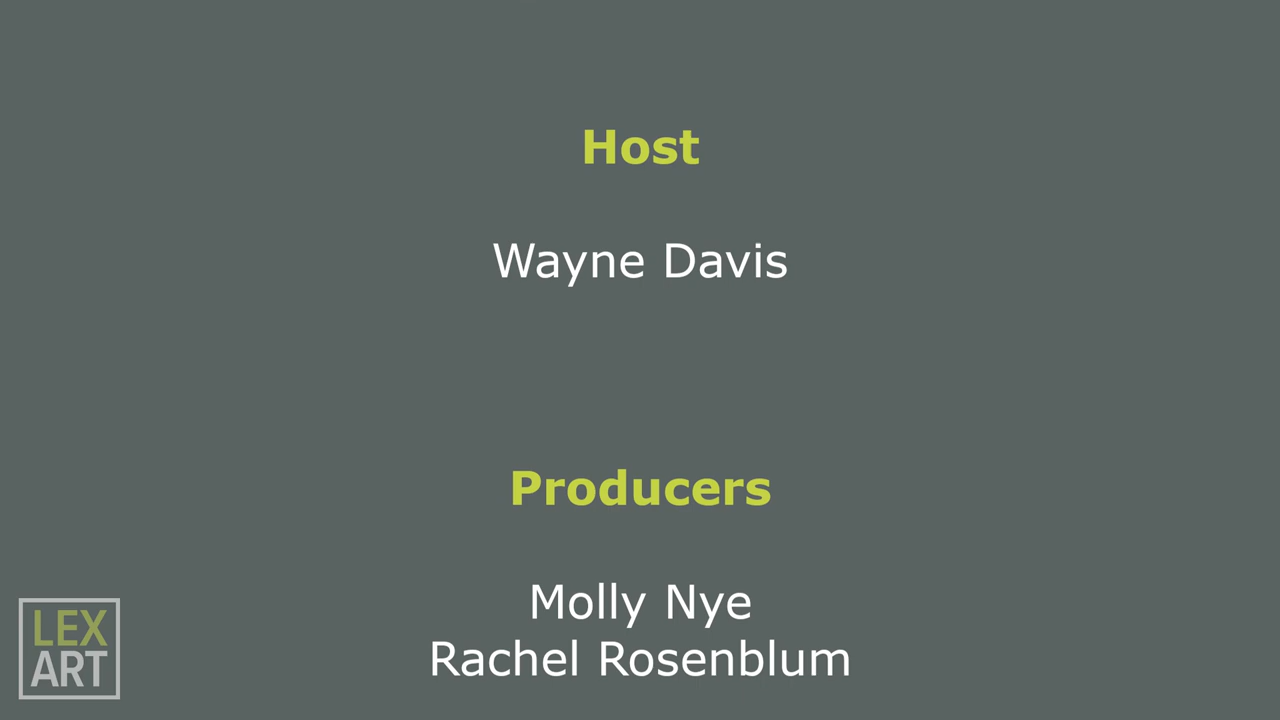 Host
Wayne Davis
Producers
Molly Nye
Rachel Rosenblum
LEX
ART